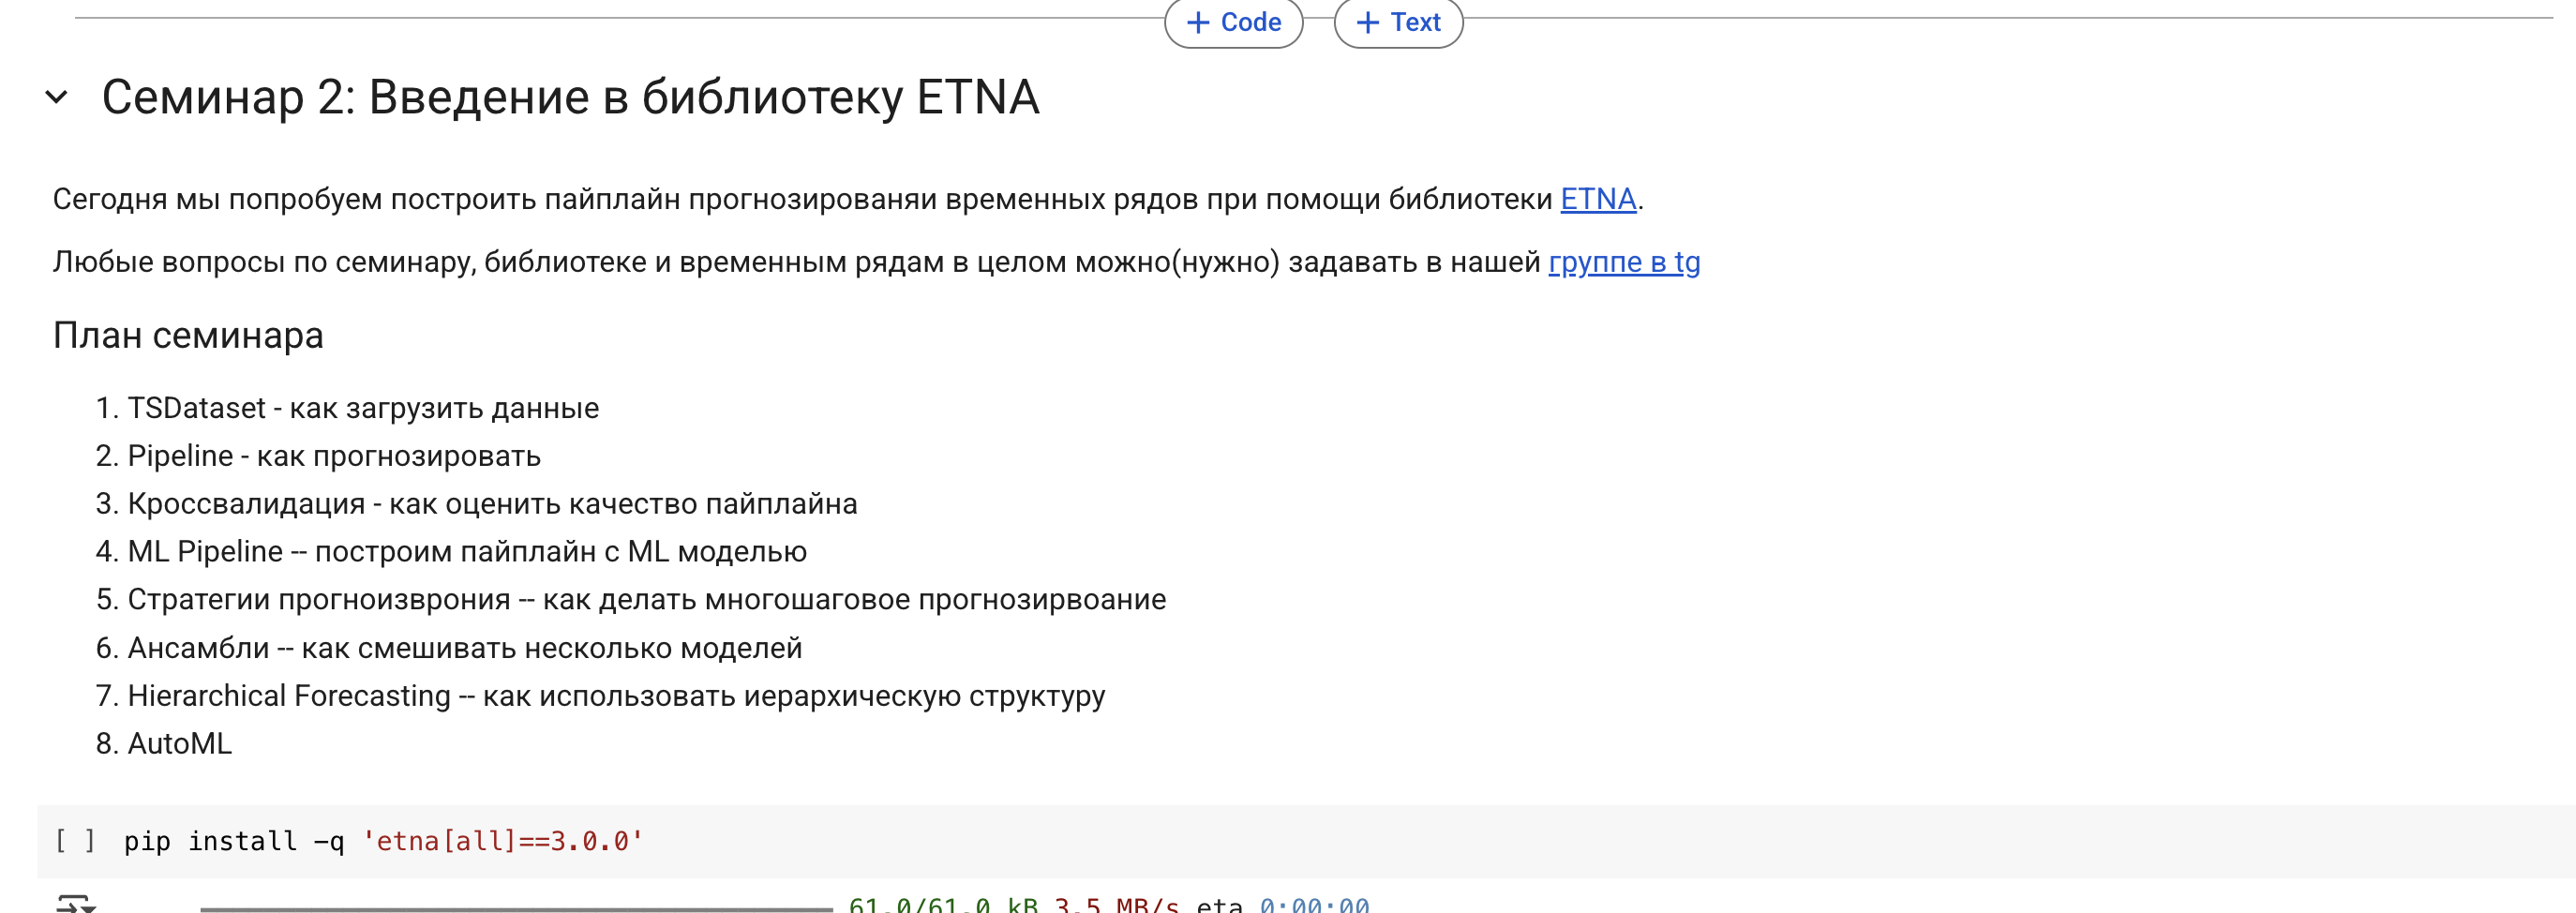 + Code + Text
Семинар 2: Введение в библиотеку ETNA
Сегодня мы попробуем построить пайплайн прогнозированяи временных рядов при помощи библиотеки ETNA.
Любые вопросы по семинару, библиотеке и временным рядам в целом можно(нужно) задавать в нашей группе в tg
План семинара
1. TSDataset - как загрузить данные
2. Pipeline - как прогнозировать
3. Кроссвалидация - как оценить качество пайплайна
4. ML Pipeline -- построим пайплайн с ML моделью
5. Стратегии прогноизврония -- как делать многошаговое прогнозирвоание
6. Ансамбли -- как смешивать несколько моделей
7. Hierarchical Forecasting -- как использовать иерархическую структуру
8. AutoML
[ ] pip install -q 'etna[all]==3.0.0'
61.0/61.0 kB 3.5 MB/s eta 0:00:00